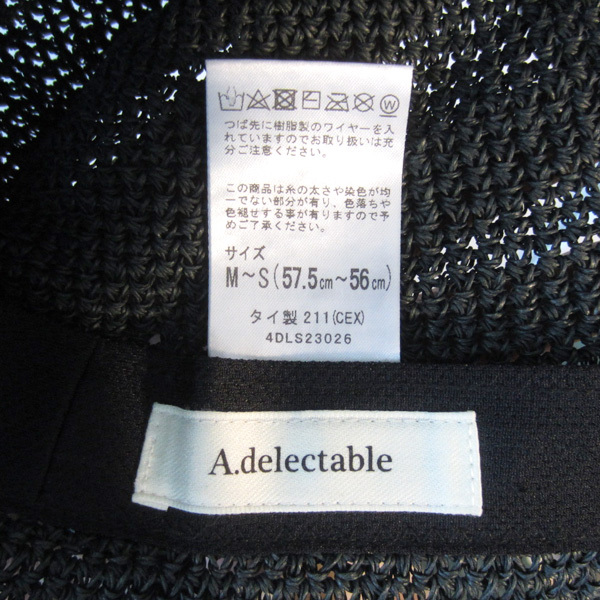 つば先に樹脂製のワイヤーを入
れていますのでお取り扱いは充
分ご注意ください。
この商品は糸の太さや染色が均
一でない部分が有り、色落ちや
色褪せする事が有りますので予
めご了承ください。
サイズ
M～S(57.5cm～56cm)
タイ製 211(CEX)
4DLS23026
A.delectable